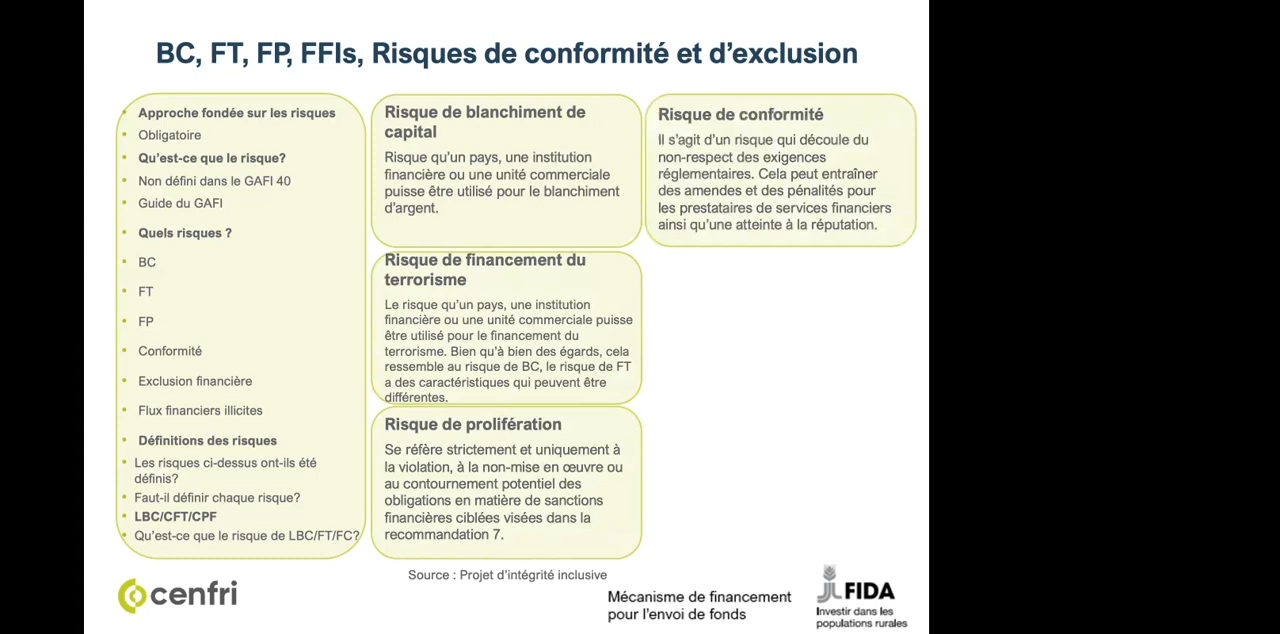 BC, FT, FP, FFIs, Risques de conformité et d'exclusion
• Approche fondée sur les risques
• Obligatoire
• Qu'est-ce que le risque?
• Non défini dans le GAFI 40
• Guide du GAFI
• Quels risques ?
• BC
• FT
• FP
• Conformité
• Exclusion financière
• Flux financiers illicites
• Définitions des risques
• Les risques ci-dessus ont-ils été
définis?
• Faut-il définir chaque risque?
• LBC/CFT/CPF
• Qu'est-ce que le risque de LBC/FT/FC?
Risque de blanchiment de
capital
Risque qu'un pays, une institution
financière ou une unité commerciale
puisse être utilisé pour le blanchiment
d'argent.
Risque de financement du
terrorisme
Le risque qu'un pays, une institution
financière ou une unité commerciale puisse
être utilisé pour le financement du
terrorisme. Bien qu'à bien des égards, cela
ressemble au risque de BC, le risque de FT
a des caractéristiques qui peuvent être
différentes.
Risque de prolifération
Se réfère strictement et uniquement à
la violation, à la non-mise en œuvre ou
au contournement potentiel des
obligations en matière de sanctions
financières ciblées visées dans la
recommandation 7.
Risque de conformité
Il s'agit d'un risque qui découle du
non-respect des exigences
réglementaires. Cela peut entraîner
des amendes et des pénalités pour
les prestataires de services financiers
ainsi qu'une atteinte à la réputation.
Source : Projet d'intégrité inclusive
cenfri
Mécanisme de financement
pour l'envoi de fonds
FIDA
Investir dans les
populations rurales